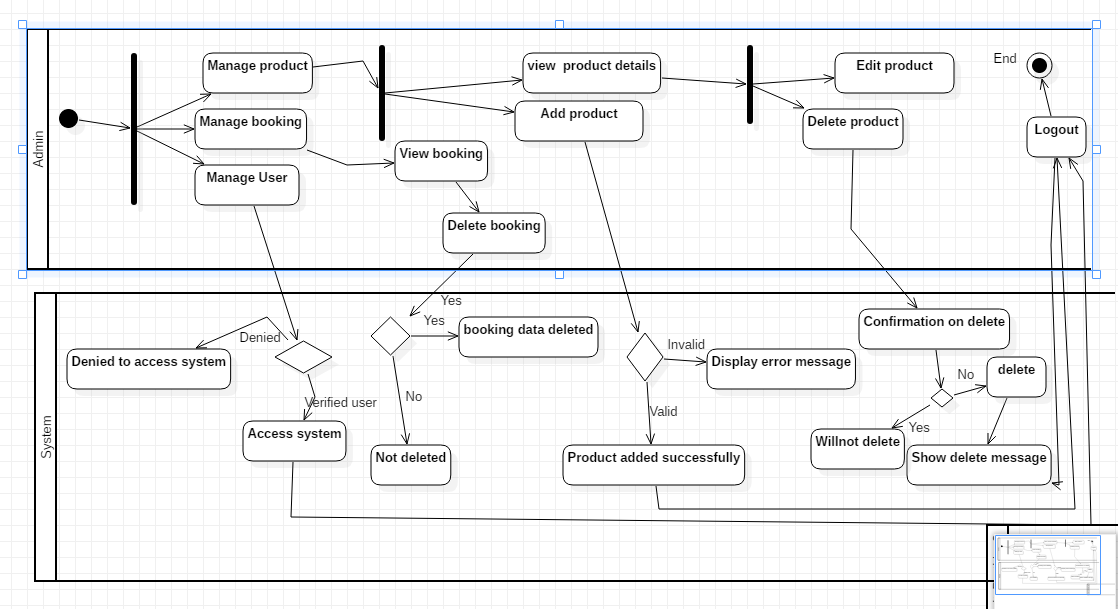 Admin
Manage product
Manage booking
Manage User
View booking
Delete booking
view  product details
Add product
Edit product
Delete product
End
Logout
System
Denied
Denied to access system
Verified user
Access system
Yes
Yes
booking data deleted
No
Not deleted
Invalid
Display error message
Valid
Product added successfully
Confirmation on delete
No
delete
Yes
Willnot delete
Show delete message